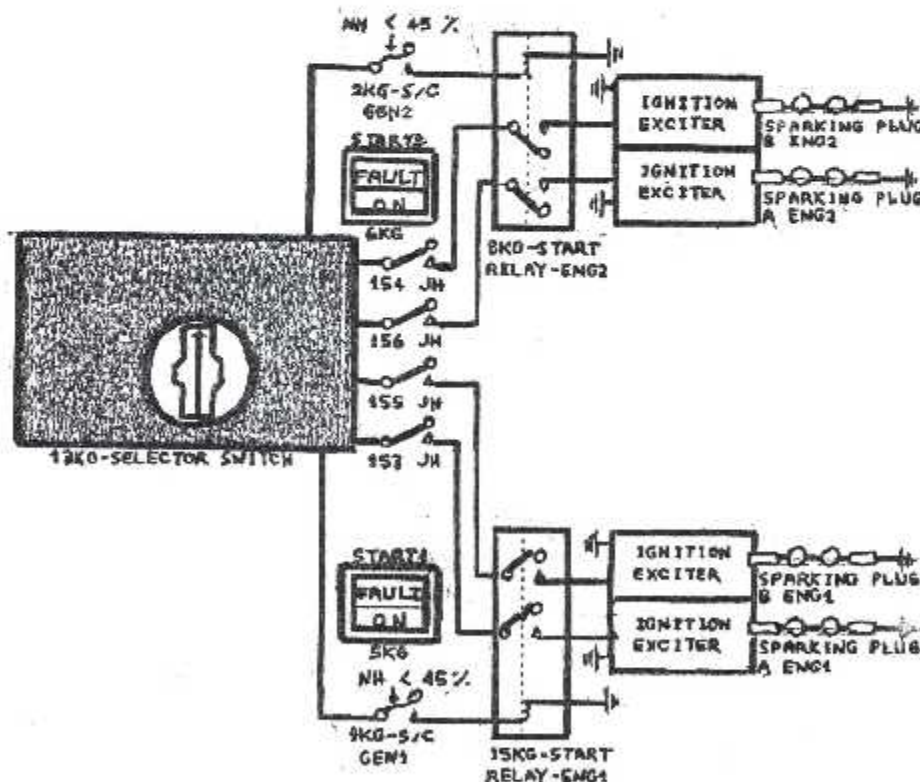 NH < 45 %
2KG-S/C
GEN2
START2
FAULT
ON
6KG
154 JH
156 JH
155 JH
153 JH
8KG-START
RELAY-ENG2
IGNITION
EXCITER
SPARKING PLUG
B ENG2
IGNITION
EXCITER
SPARKING PLUG
A ENG2
13KG-SELECTOR SWITCH
START1
FAULT
ON
5KG
NH < 45 %
1KG-S/C
GEN1
15KG-START
RELAY-ENG1
IGNITION
EXCITER
SPARKING PLUG
B ENG1
IGNITION
EXCITER
SPARKING PLUG
A ENG1